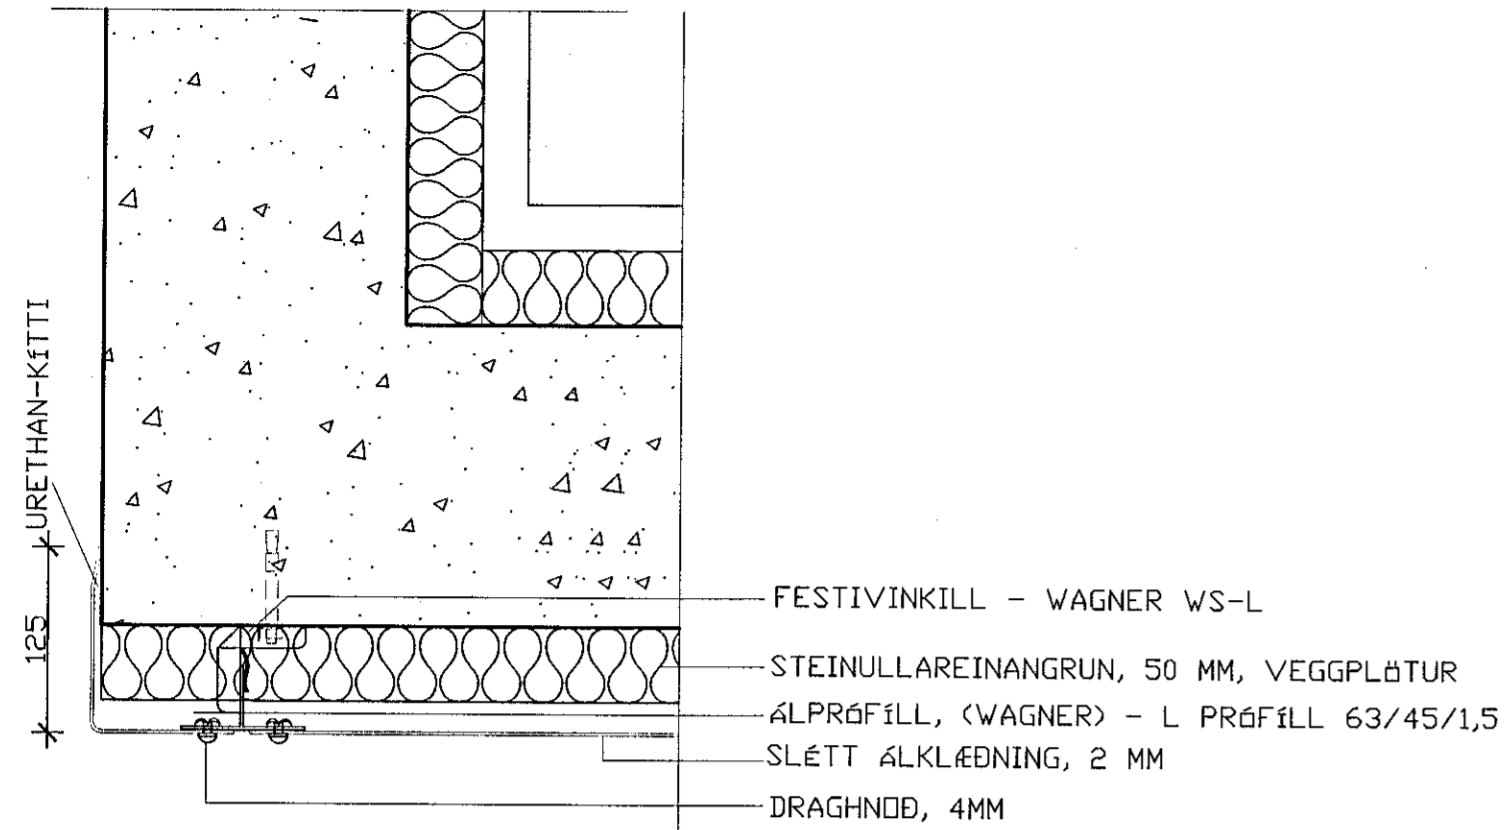 URETHAN-KÍTTI
125
FESTIVINKILL - WAGNER WS-L
STEINULLAREINANGRUN, 50 MM, VEGGPLÖTUR
ÁLPRÓFÍLL, (WAGNER) - L PRÓFÍLL 63/45/1,5
SLÉTT ÁLKLÆÐNING, 2 MM
DRAGHNOÐ, 4MM